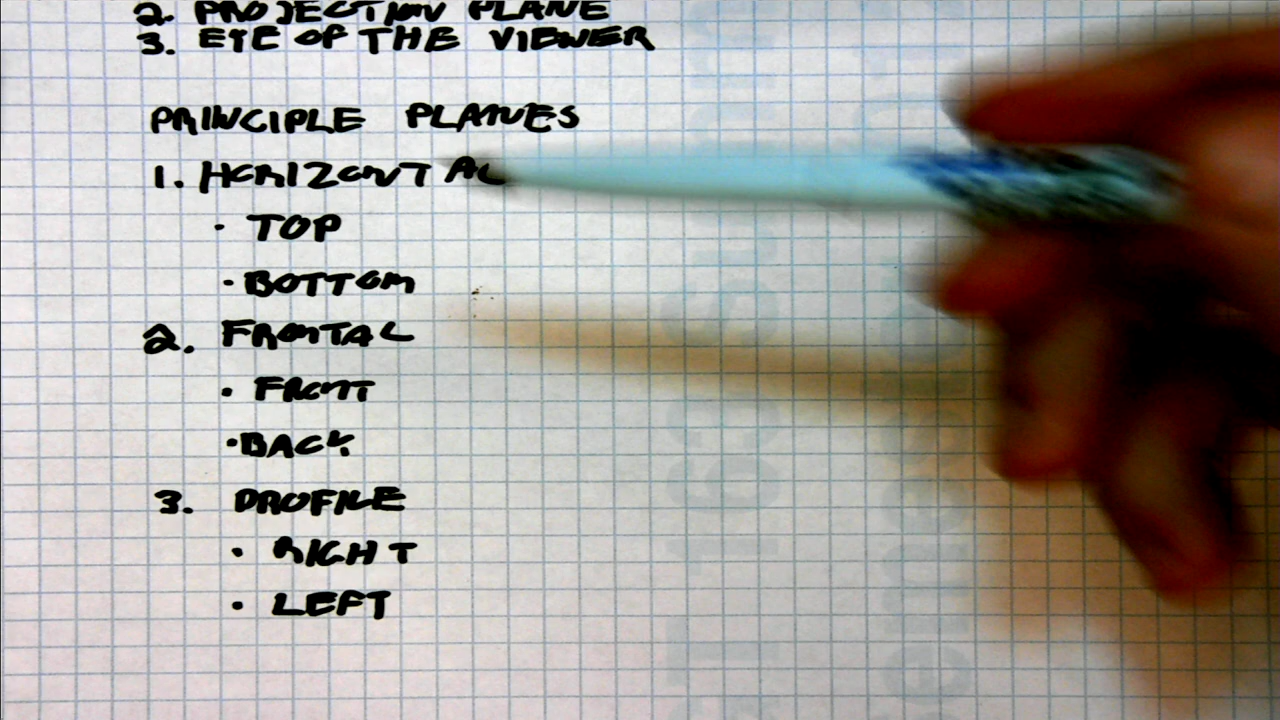 2. PROJECTION PLANE
3. EYE OF THE VIEWER
PRINCIPLE PLANES
1. HORIZONTAL
· TOP
· BOTTOM
2. FRONTAL
· FRONT
· BACK
3. PROFILE
· RIGHT
· LEFT